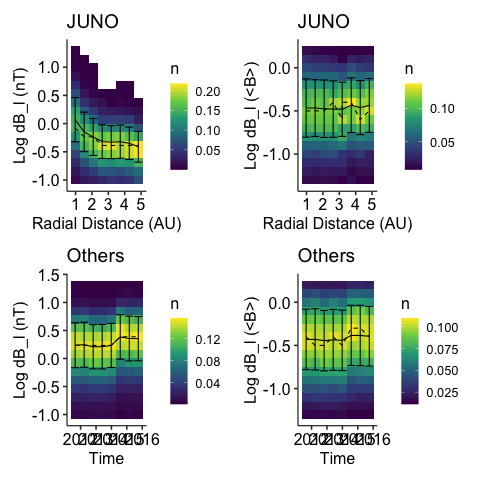 JUNO
Log dB_l (nT)
1.0
0.5
0.0
-0.5
-1.0
1 2 3 4 5
Radial Distance (AU)
n
0.20
0.15
0.10
0.05
JUNO
Log dB_l (<B>)
0.0
-0.5
-1.0
1 2 3 4 5
Radial Distance (AU)
n
0.10
0.05
Others
Log dB_l (nT)
1.5
1.0
0.5
0.0
-0.5
-1.0
2016
Time
n
0.12
0.08
0.04
Others
Log dB_l (<B>)
0.0
-0.5
-1.0
2016
Time
n
0.100
0.075
0.050
0.025